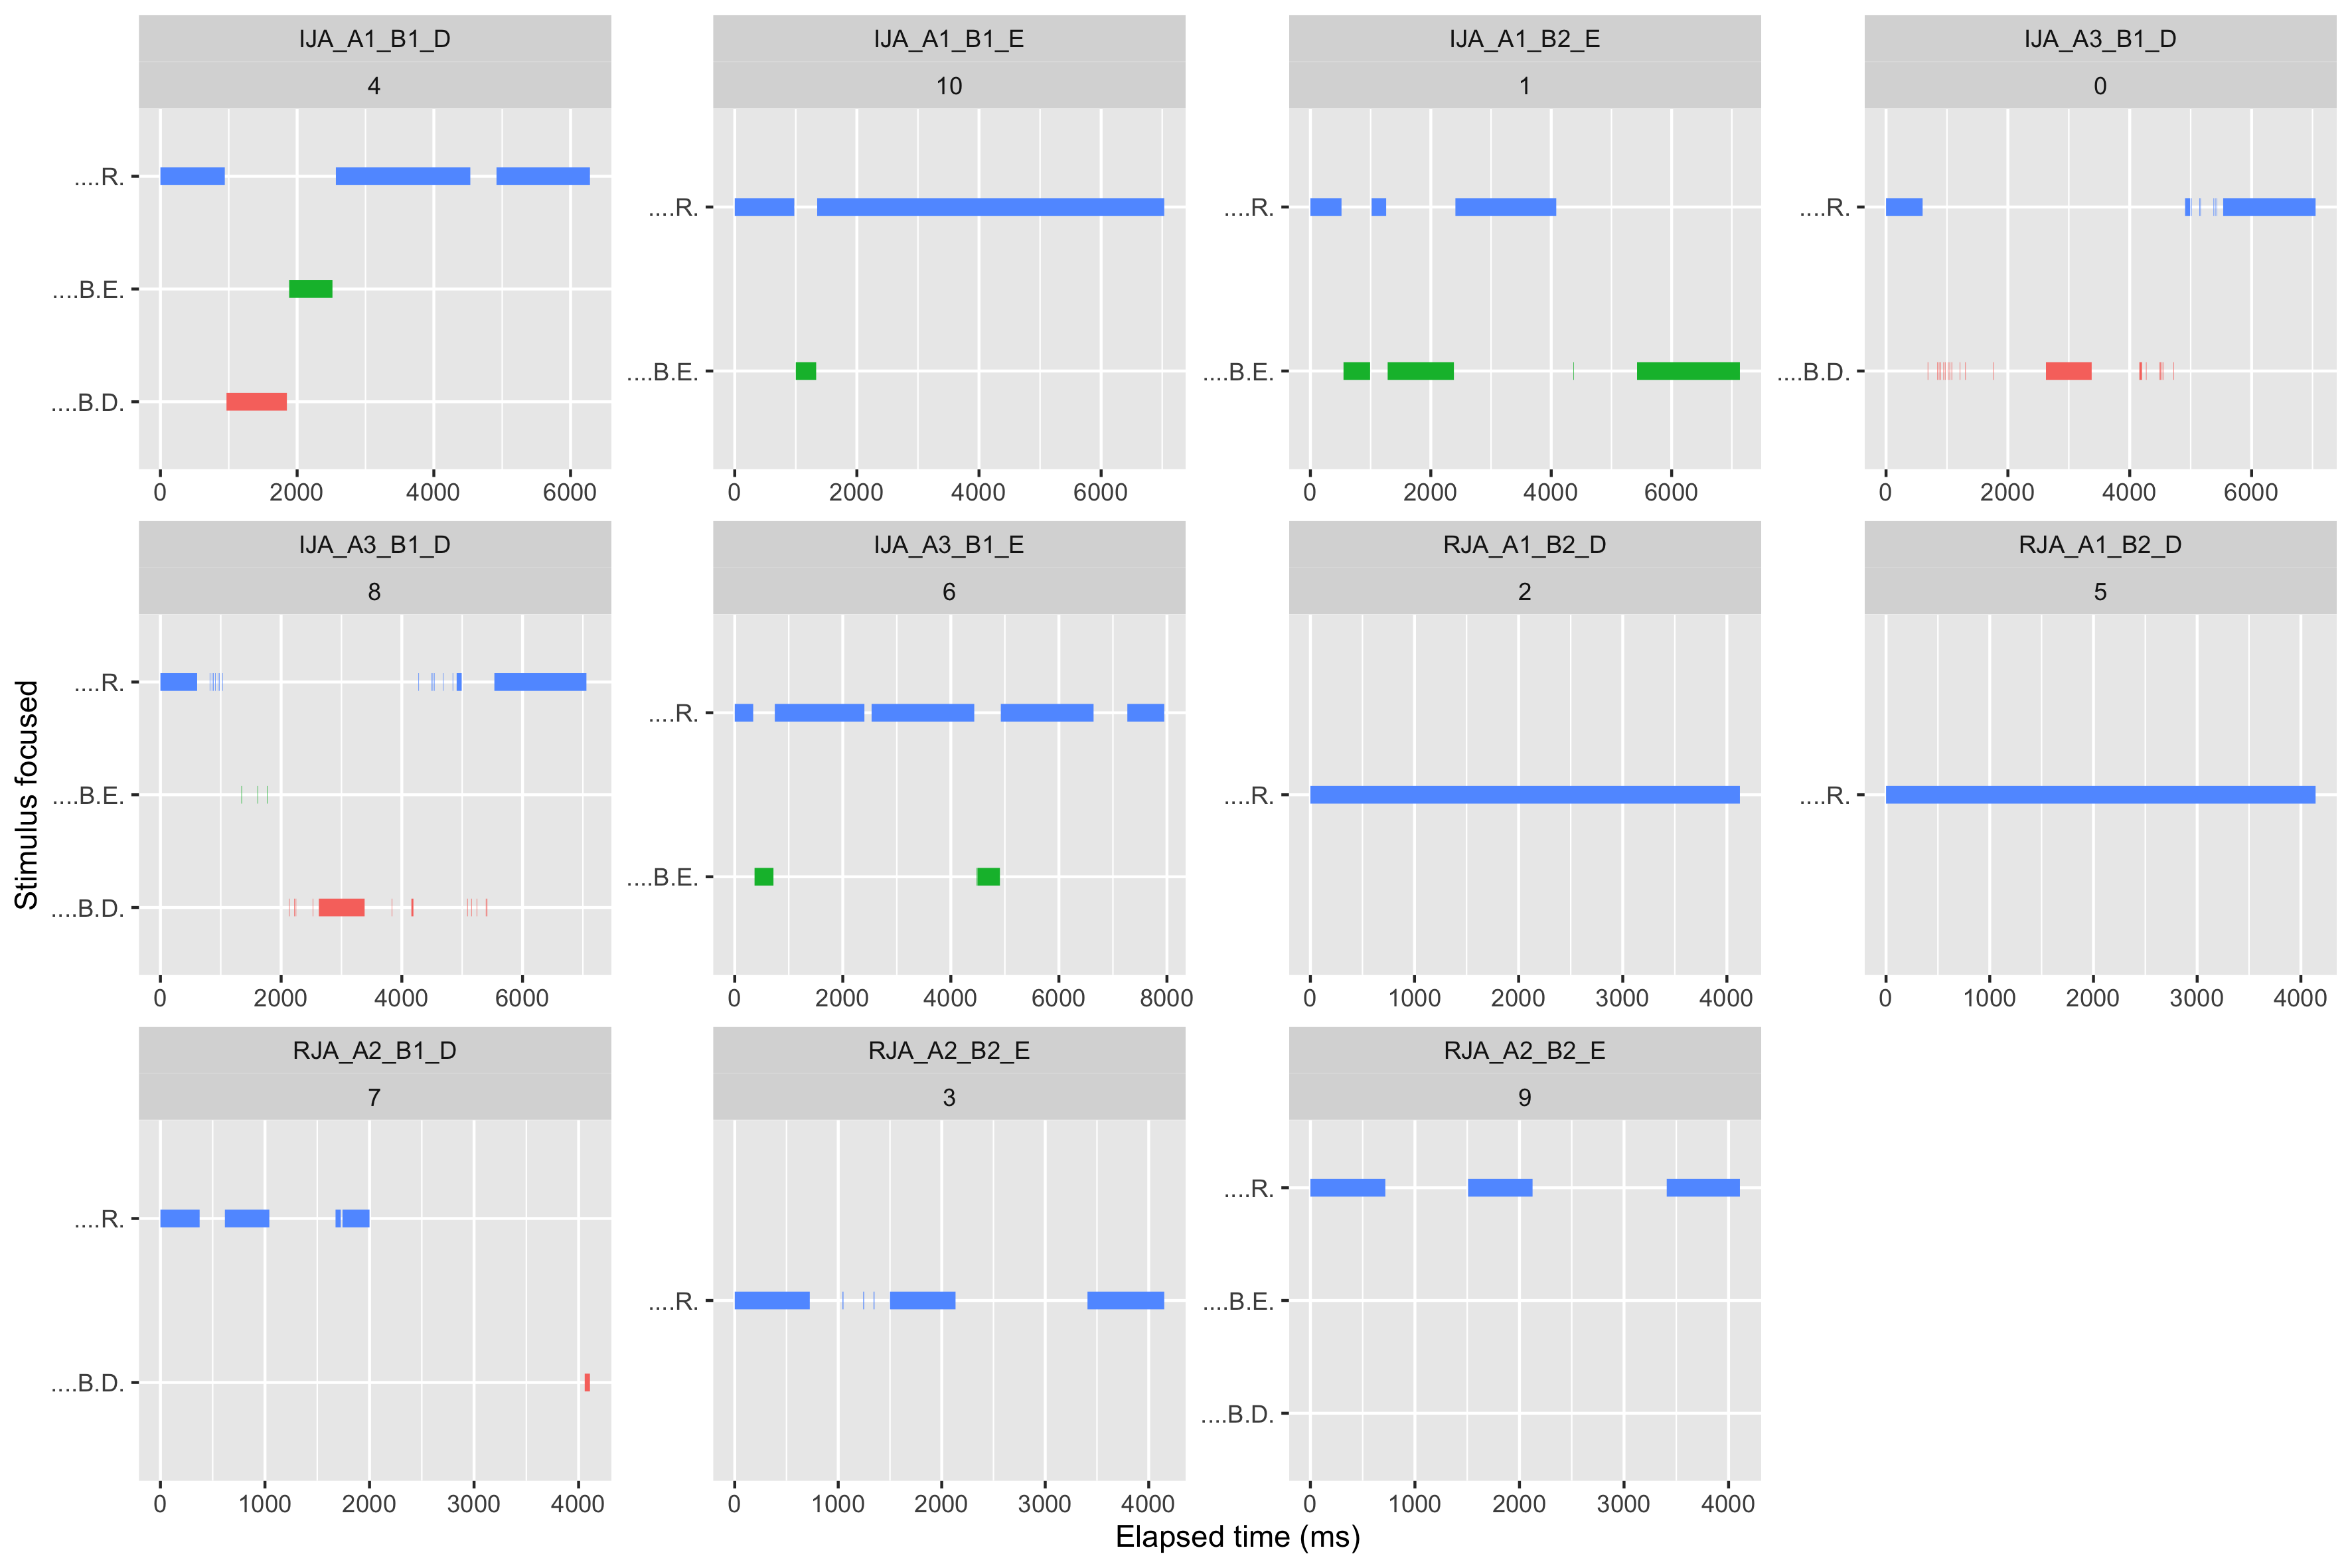 IJA_A1_B1_D
4
....R.
....B.E.
....B.D.
0 2000 4000 6000
IJA_A1_B1_E
10
....R.
....B.E.
0 2000 4000 6000
IJA_A1_B2_E
1
....R.
....B.E.
0 2000 4000 6000
IJA_A3_B1_D
0
....R.
....B.D.
0 2000 4000 6000
Stimulus focused
IJA_A3_B1_D
8
....R.
....B.E.
....B.D.
0 2000 4000 6000
IJA_A3_B1_E
6
....R.
....B.E.
0 2000 4000 6000 8000
RJA_A1_B2_D
2
....R.
0 1000 2000 3000 4000
RJA_A1_B2_D
5
....R.
0 1000 2000 3000 4000
RJA_A2_B1_D
7
....R.
....B.D.
0 1000 2000 3000 4000
RJA_A2_B2_E
3
....R.
0 1000 2000 3000 4000
RJA_A2_B2_E
9
....R.
....B.E.
....B.D.
0 1000 2000 3000 4000
Elapsed time (ms)